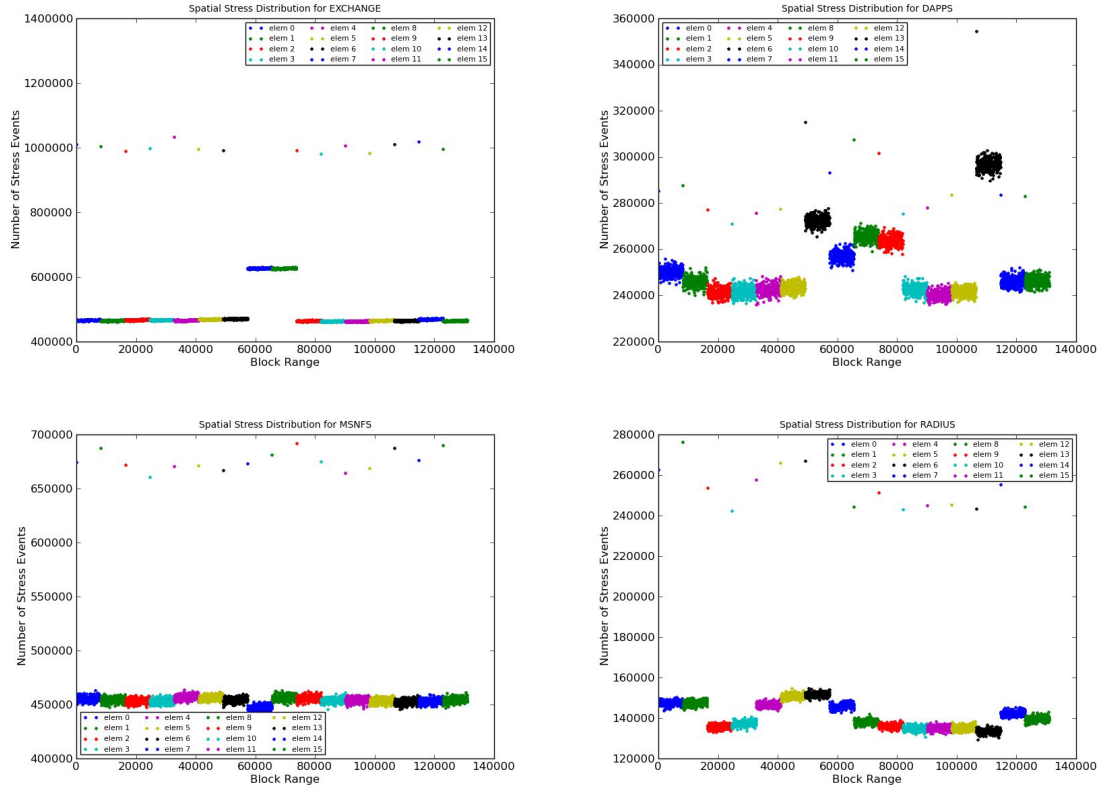 Spatial Stress Distribution for EXCHANGE
1400000
1200000
1000000
800000
600000
400000
Number of Stress Events
elem 0 elem 4 elem 8 elem 12
elem 1 elem 5 elem 9 elem 13
elem 2 elem 6 elem 10 elem 14
elem 3 elem 7 elem 11 elem 15
0 20000 40000 60000 80000 100000 120000 140000
Block Range
Spatial Stress Distribution for DAPPS
360000
340000
320000
300000
280000
260000
240000
220000
Number of Stress Events
elem 0 elem 4 elem 8 elem 12
elem 1 elem 5 elem 9 elem 13
elem 2 elem 6 elem 10 elem 14
elem 3 elem 7 elem 11 elem 15
0 20000 40000 60000 80000 100000 120000 140000
Block Range
Spatial Stress Distribution for MSNFS
700000
650000
600000
550000
500000
450000
400000
Number of Stress Events
elem 0 elem 4 elem 8 elem 12
elem 1 elem 5 elem 9 elem 13
elem 2 elem 6 elem 10 elem 14
elem 3 elem 7 elem 11 elem 15
0 20000 40000 60000 80000 100000 120000 140000
Block Range
Spatial Stress Distribution for RADIUS
280000
260000
240000
220000
200000
180000
160000
140000
120000
Number of Stress Events
elem 0 elem 4 elem 8 elem 12
elem 1 elem 5 elem 9 elem 13
elem 2 elem 6 elem 10 elem 14
elem 3 elem 7 elem 11 elem 15
0 20000 40000 60000 80000 100000 120000 140000
Block Range